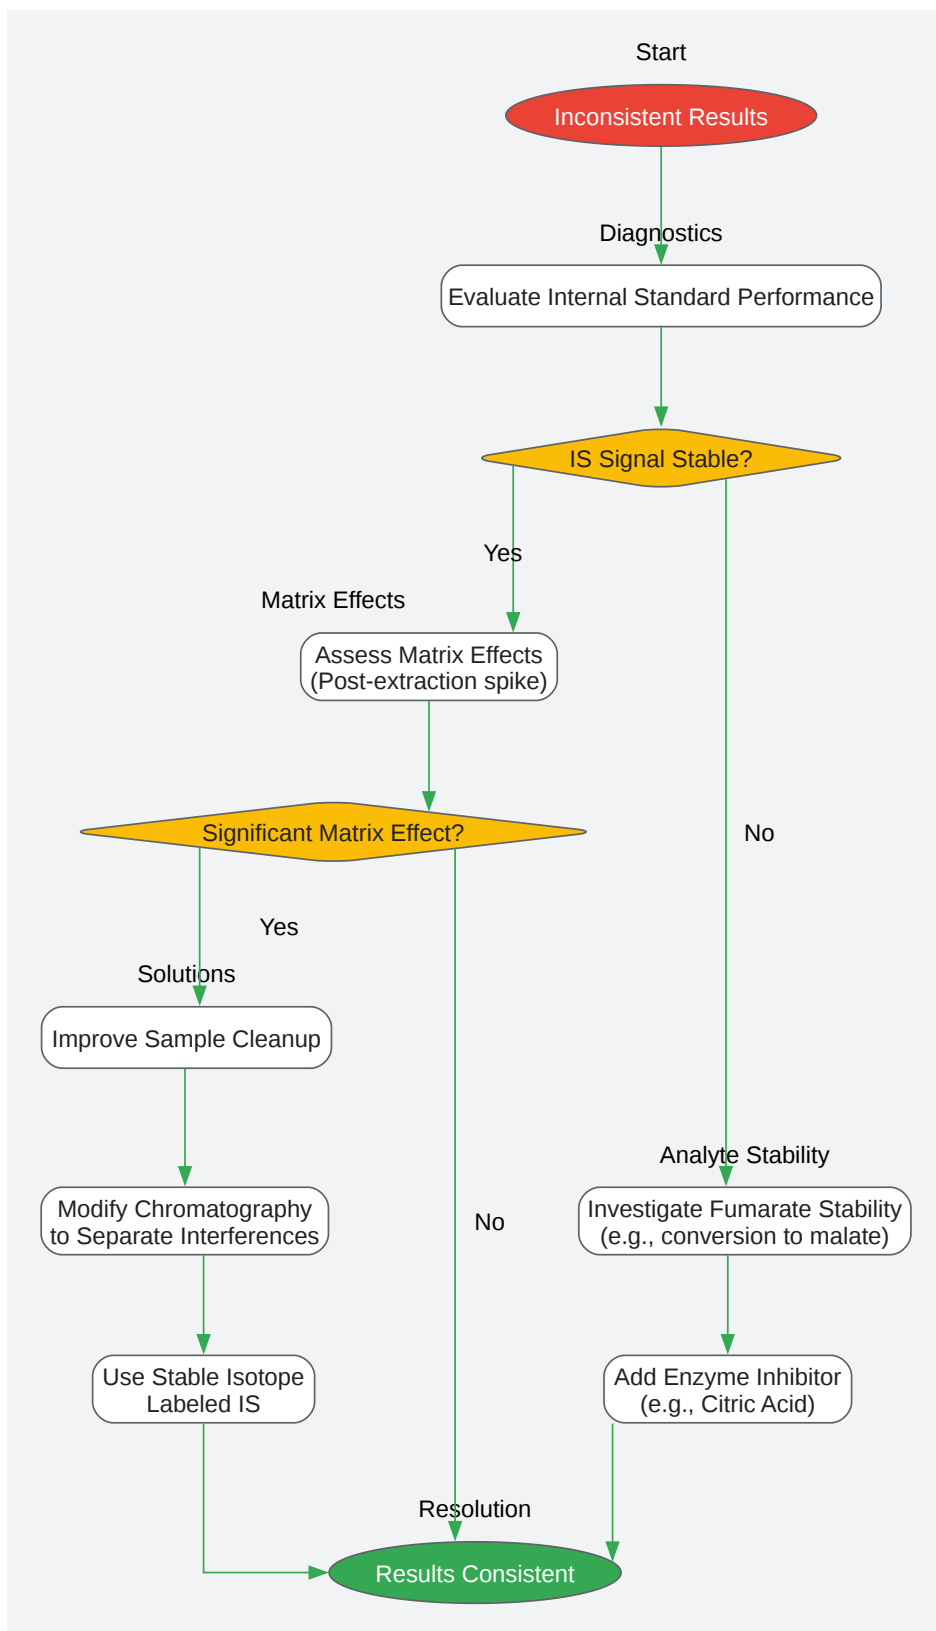 Start
Inconsistent Results
Diagnostics
Evaluate Internal Standard Performance
IS Signal Stable?
Yes
Matrix Effects
Assess Matrix Effects
(Post-extraction spike)
Significant Matrix Effect?
No
Yes
Solutions
Improve Sample Cleanup
Analyte Stability
Modify Chromatography
to Separate Interferences
No
Investigate Fumarate Stability
(e.g., conversion to malate)
Use Stable Isotope
Labeled IS
Add Enzyme Inhibitor
(e.g., Citric Acid)
Resolution
Results Consistent